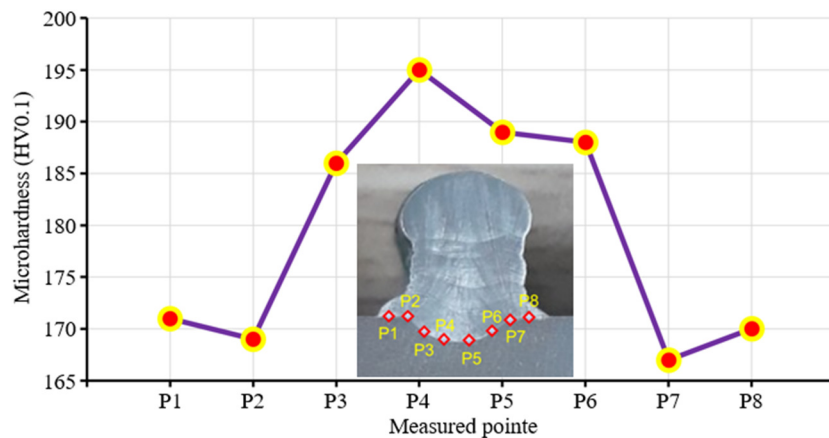 200
195
190
185
180
175
170
165
Microhardness (HV0.1)
P2
P1
P3
P4
P5
P6
P8
P7
P1 P2 P3 P4 P5 P6 P7 P8
Measured pointe